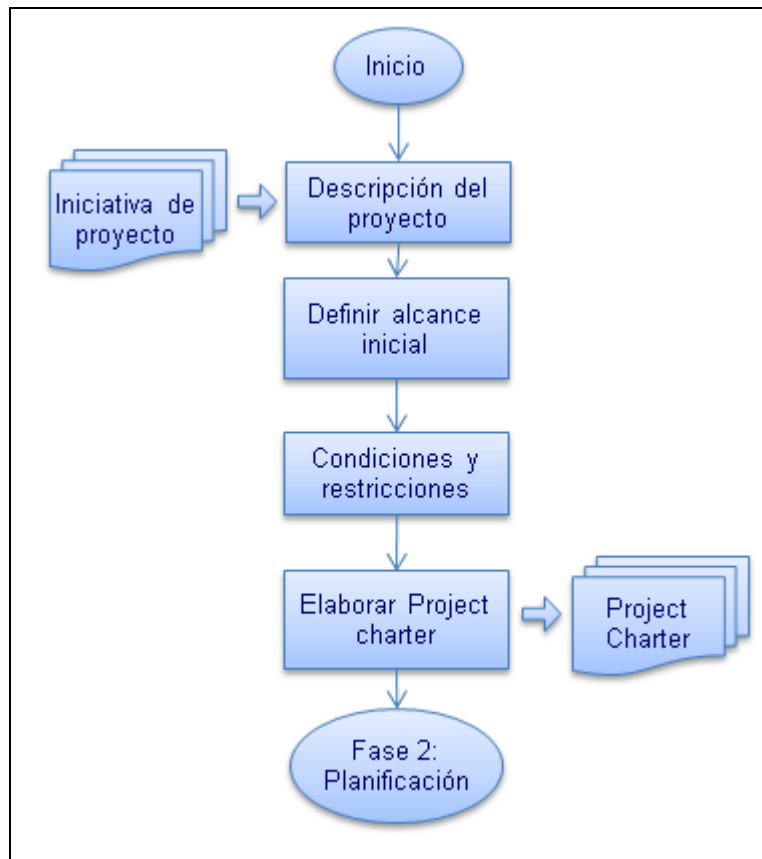 Inicio
Iniciativa de
proyecto
Descripción del
proyecto
Definir alcance
inicial
Condiciones y
restricciones
Elaborar Project
charter
Project
Charter
Fase 2:
Planificación